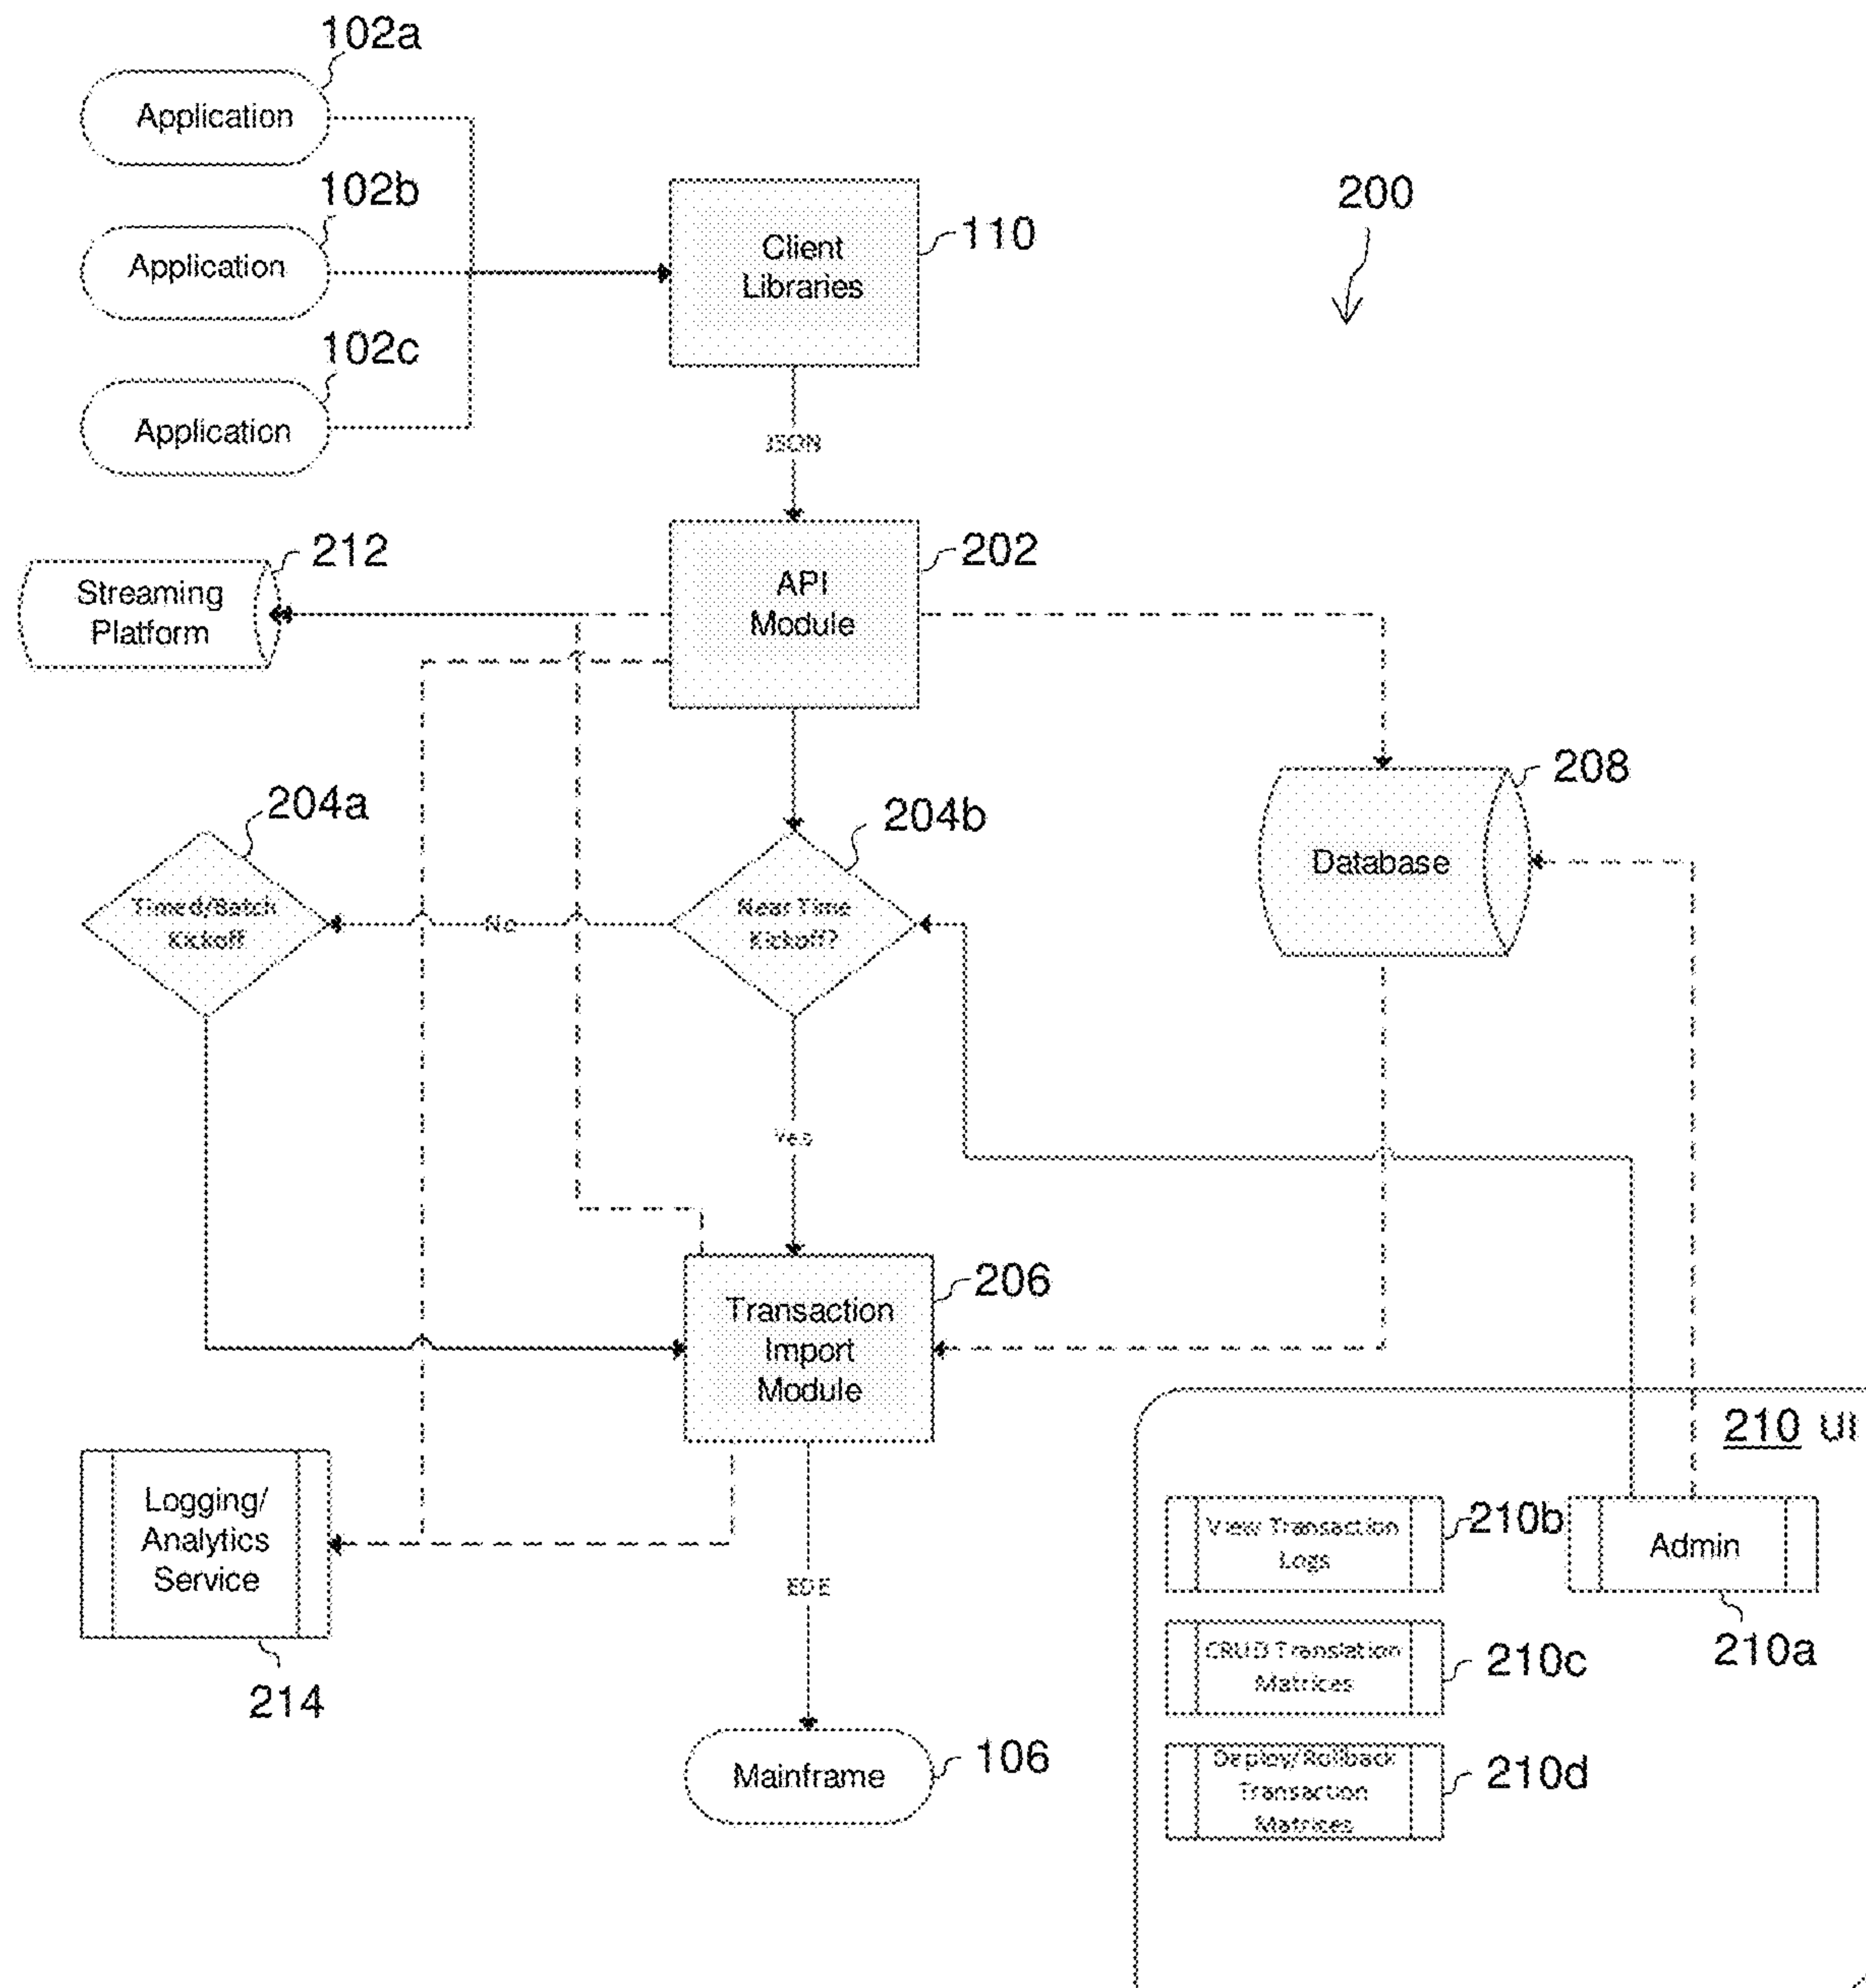 102a
Application
102b
Application
102c
Application
Client
Libraries
110
200
JSON
212
Streaming
Platform
API
Module
202
204a
Timed/Batch
Kickoff
No
204b
Near Time
Kickoff?
208
Database
Yes
Transaction
Import
Module
206
210 UI
Logging/
Analytics
Service
214
View Transaction
Logs
210b
Admin
210a
CRUD Translation
Matrices
210c
Deploy/Rollback
Transaction
Matrices
210d
Mainframe
106